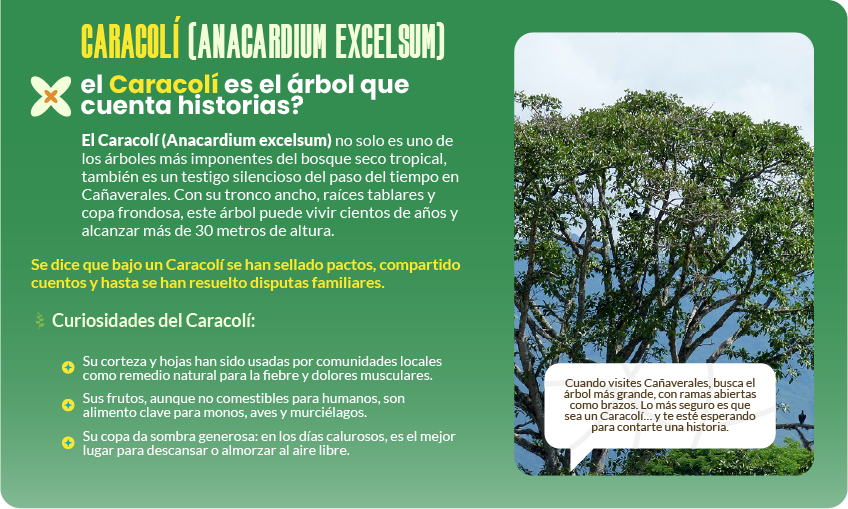 CARACOLÍ (ANACARDIUM EXCELSUM)
el Caracolí es el árbol que
cuenta historias?
El Caracolí (Anacardium excelsum) no solo es uno de
los árboles más imponentes del bosque seco tropical,
también es un testigo silencioso del paso del tiempo en
Cañaverales. Con su tronco ancho, raíces tablares y
copa frondosa, este árbol puede vivir cientos de años y
alcanzar más de 30 metros de altura.
Se dice que bajo un Caracolí se han sellado pactos, compartido
cuentos y hasta se han resuelto disputas familiares.
Curiosidades del Caracolí:
Su corteza y hojas han sido usadas por comunidades locales
como remedio natural para la fiebre y dolores musculares.
Sus frutos, aunque no comestibles para humanos, son
alimento clave para monos, aves y murciélagos.
Su copa da sombra generosa: en los días calurosos, es el mejor
lugar para descansar o almorzar al aire libre.
Cuando visites Cañaverales, busca el
árbol más grande, con ramas abiertas
como brazos. Lo más seguro es que
sea un Caracolí... y te esté esperando
para contarte una historia.